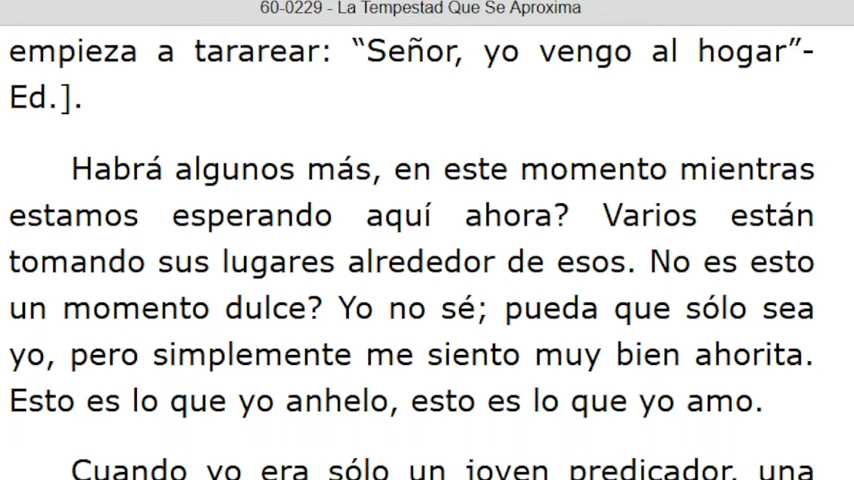 60-0229 - La Tempestad Que Se Aproxima
empieza a tararear: “Señor, yo vengo al hogar”-
Ed.].
Habrá algunos más, en este momento mientras
estamos esperando aquí ahora? Varios están
tomando sus lugares alrededor de esos. No es esto
un momento dulce? Yo no sé; pueda que sólo sea
yo, pero simplemente me siento muy bien ahorita.
Esto es lo que yo anhelo, esto es lo que yo amo.
Cuando yo era sólo un joven predicador, una